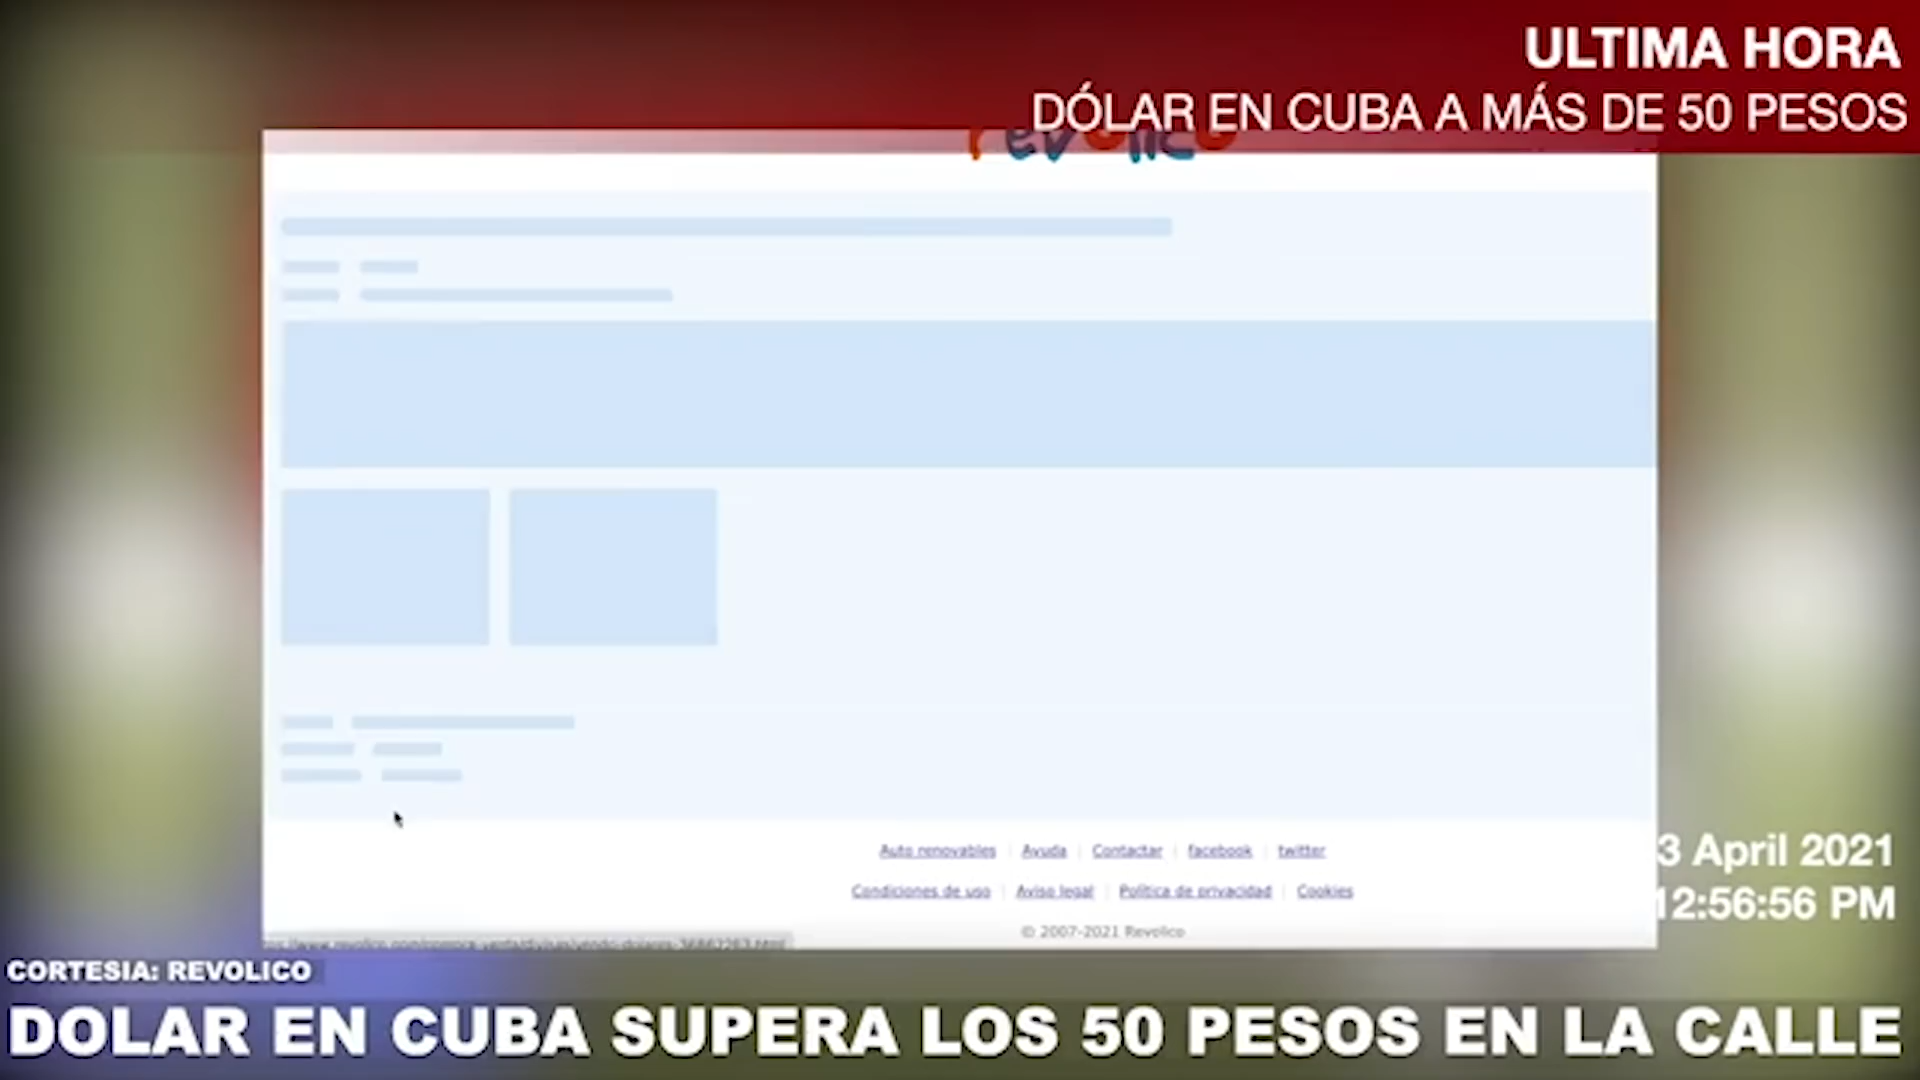 ULTIMA HORA
DÓLAR EN CUBA A MÁS DE 50 PESOS
revolico
Auto renovables | Ayuda | Contactar | facebook | twitter
Condiciones de uso | Aviso legal | Política de privacidad | Cookies
© 2007-2021 Revolico
3 April 2021
12:56:56 PM
CORTESIA: REVOLICO
DOLAR EN CUBA SUPERA LOS 50 PESOS EN LA CALLE